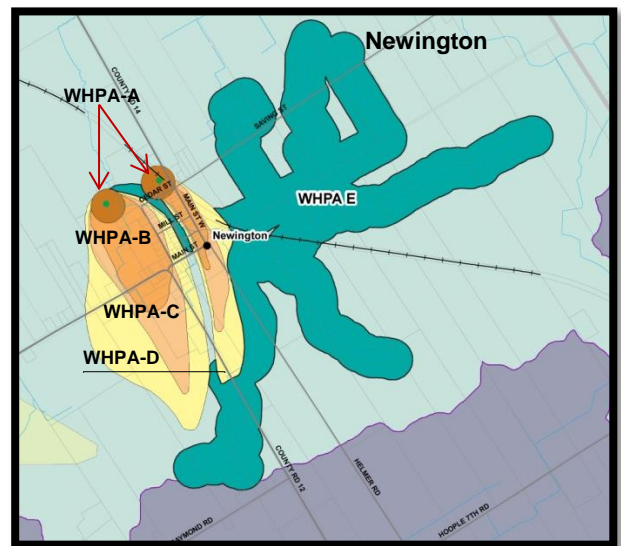 Newington
COUNTY RD 14
WHPA-A
SAVING ST
CEDAR ST
WHPA E
MAIN ST W
MILL ST
WHPA-B
Newington
MAIN ST
WHPA-C
WHPA-D
COUNTY RD 12
HELMER RD
AYMOND RD
HOOPLE 7TH RD